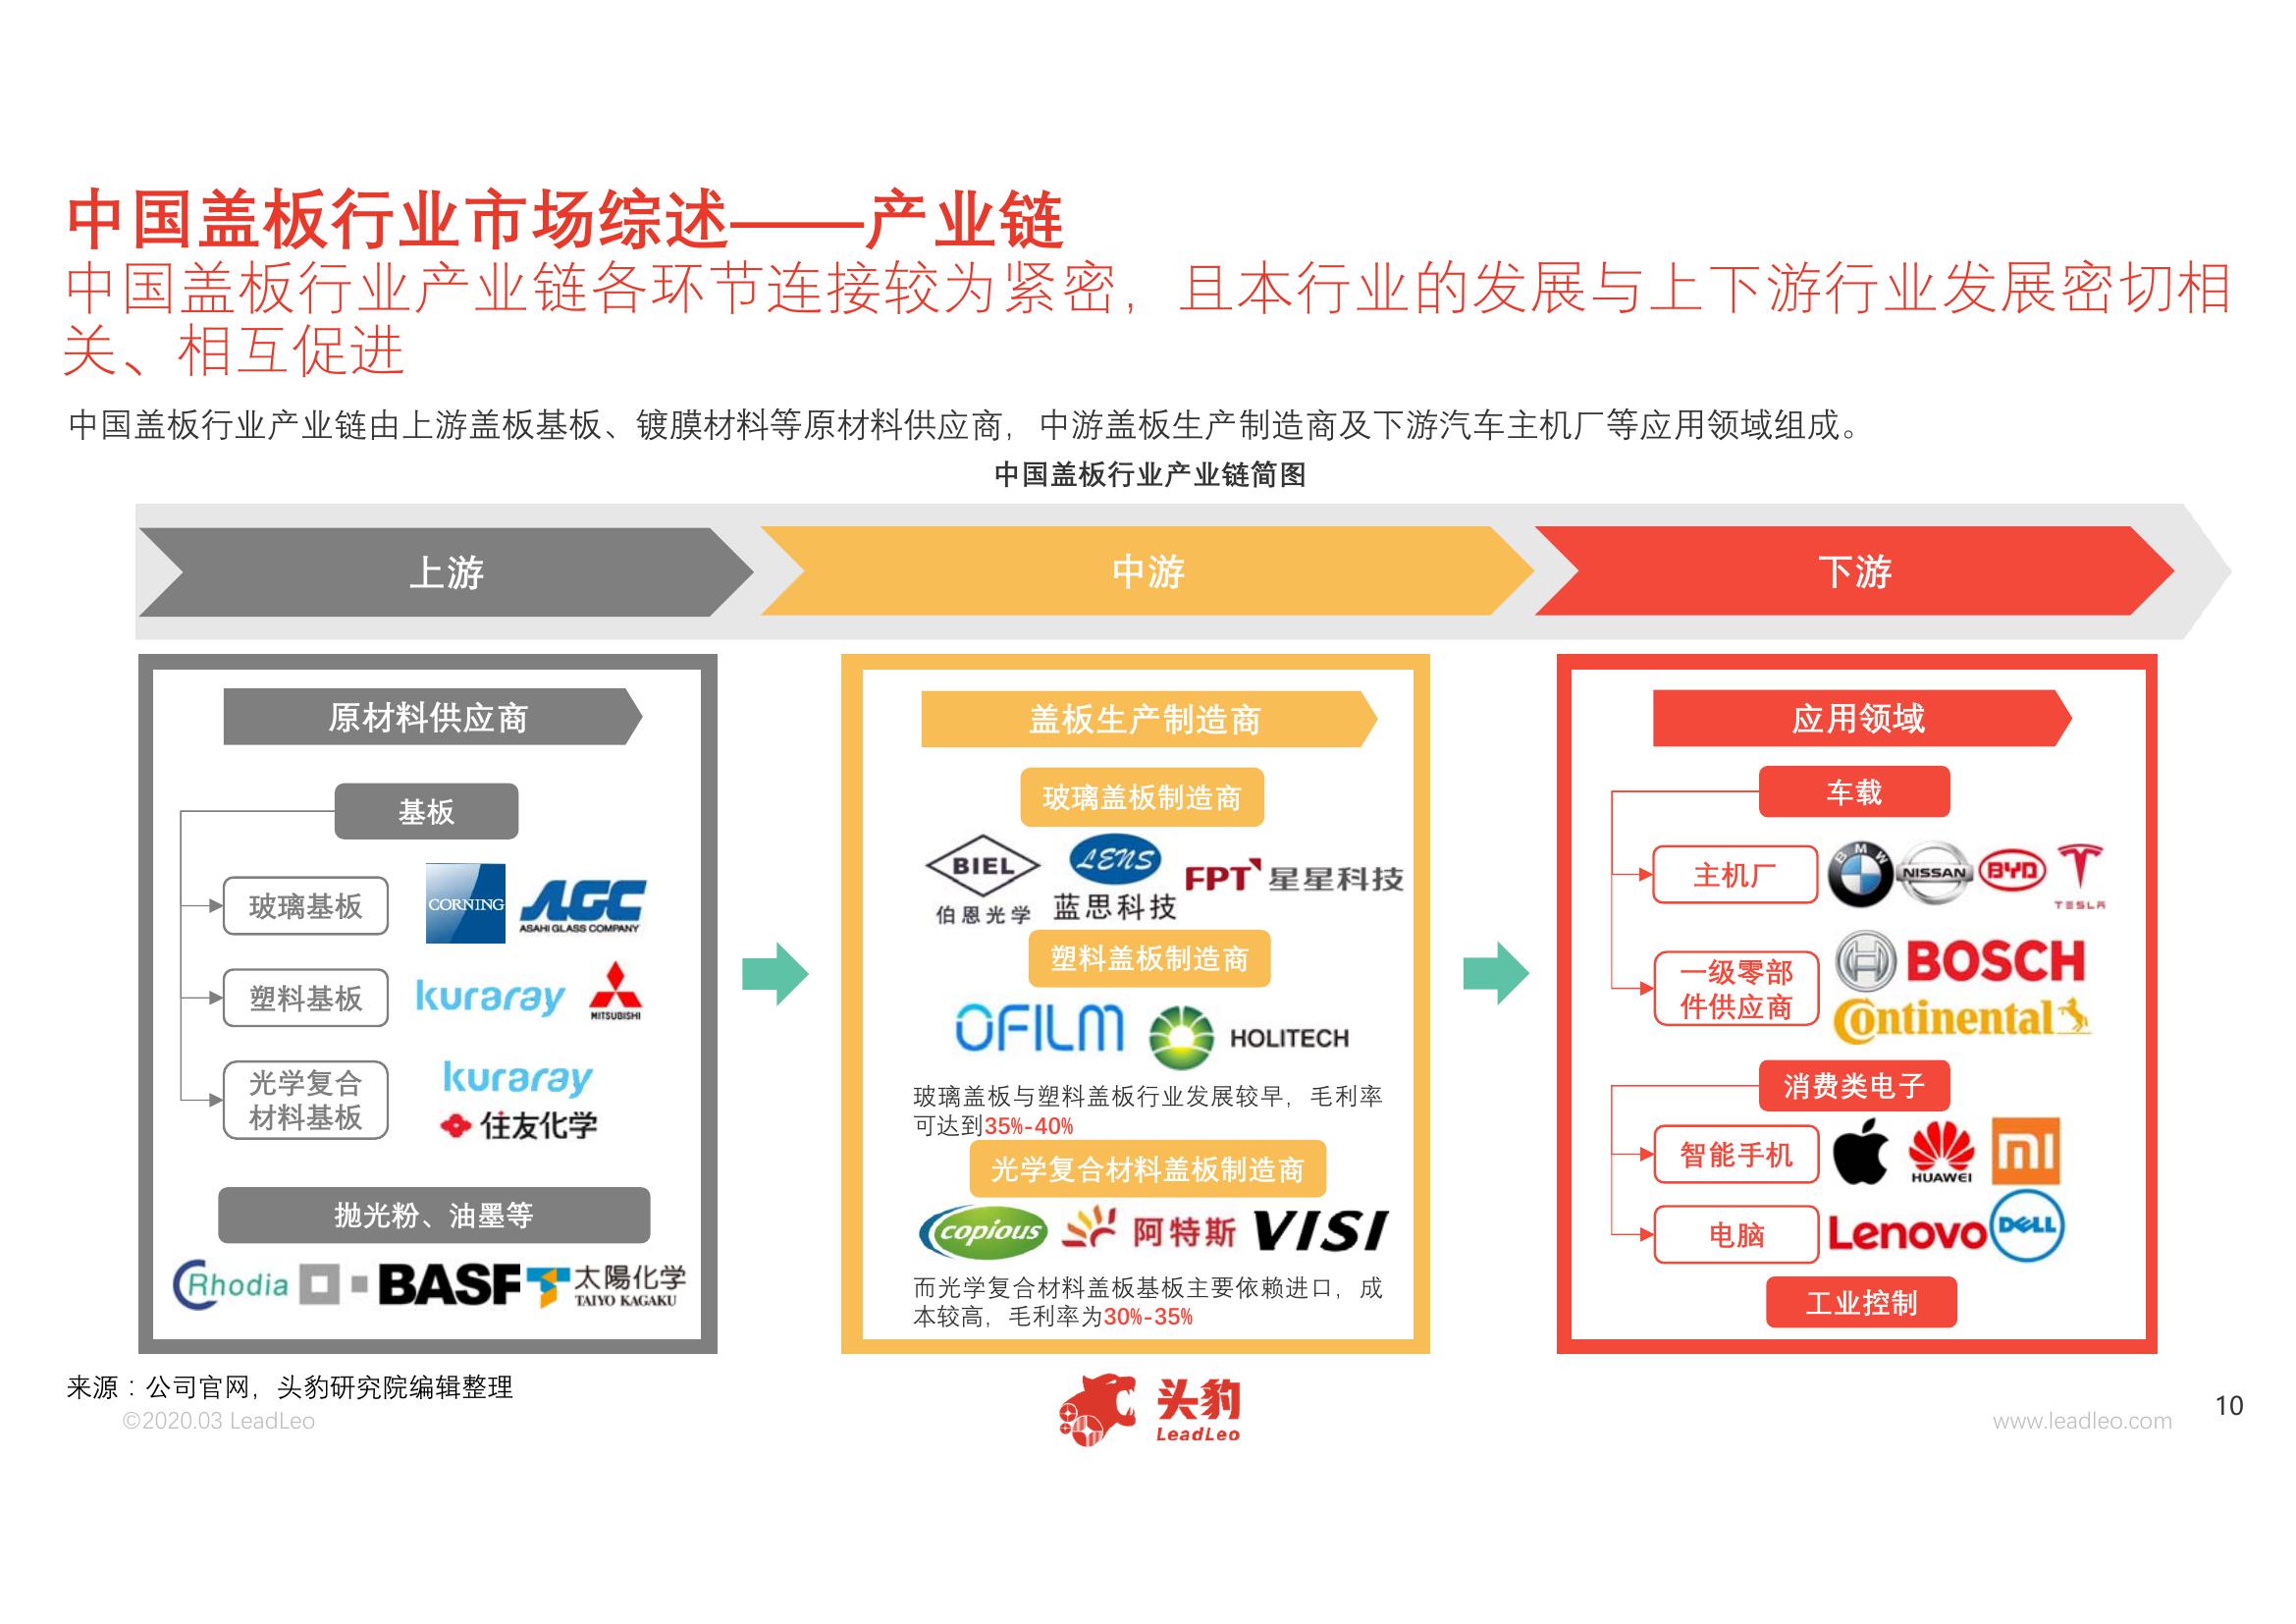 中国盖板行业市场综述——产业链
中国盖板行业产业链各环节连接较为紧密，且本行业的发展与上下游行业发展密切相
关、相互促进
中国盖板行业产业链由上游盖板基板、镀膜材料等原材料供应商，中游盖板生产制造商及下游汽车主机厂等应用领域组成。
中国盖板行业产业链简图
上游
中游
下游
原材料供应商
基板
玻璃基板
CORNING
AGC
ASAHI GLASS COMPANY
塑料基板
kuraray
MITSUBISHI
光学复合
材料基板
kuraray
住友化学
抛光粉、油墨等
Rhodia
BASF
太陽化学
TAIYO KAGAKU
盖板生产制造商
玻璃盖板制造商
BIEL
伯恩光学
LENS
蓝思科技
FPT 星星科技
塑料盖板制造商
OFILM
HOLITECH
玻璃盖板与塑料盖板行业发展较早，毛利率
可达到35%-40%
光学复合材料盖板制造商
copious
阿特斯
VISI
而光学复合材料盖板基板主要依赖进口，成
本较高，毛利率为30%-35%
应用领域
车载
主机厂
BMW
NISSAN
BYD
TESLA
一级零部
件供应商
BOSCH
Continental
消费类电子
智能手机
HUAWEI
mi
电脑
Lenovo
DELL
工业控制
来源：公司官网，头豹研究院编辑整理
©2020.03 LeadLeo
头豹
LeadLeo
www.leadleo.com
10